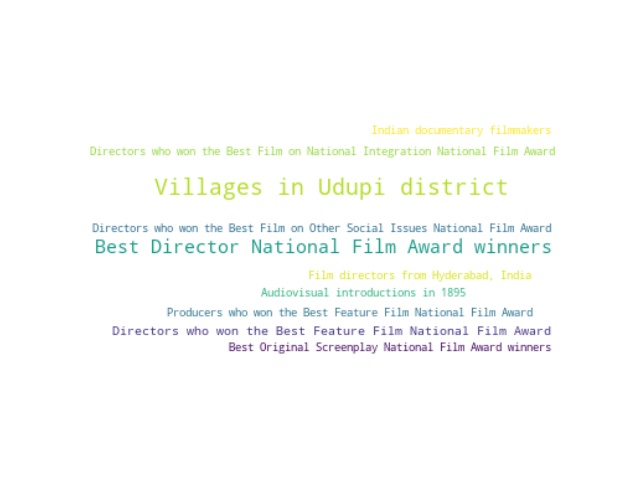 Indian documentary filmmakers
Directors who won the Best Film on National Integration National Film Award
Villages in Udupi district
Directors who won the Best Film on Other Social Issues National Film Award
Best Director National Film Award winners
Film directors from Hyderabad, India
Audiovisual introductions in 1895
Producers who won the Best Feature Film National Film Award
Directors who won the Best Feature Film National Film Award
Best Original Screenplay National Film Award winners